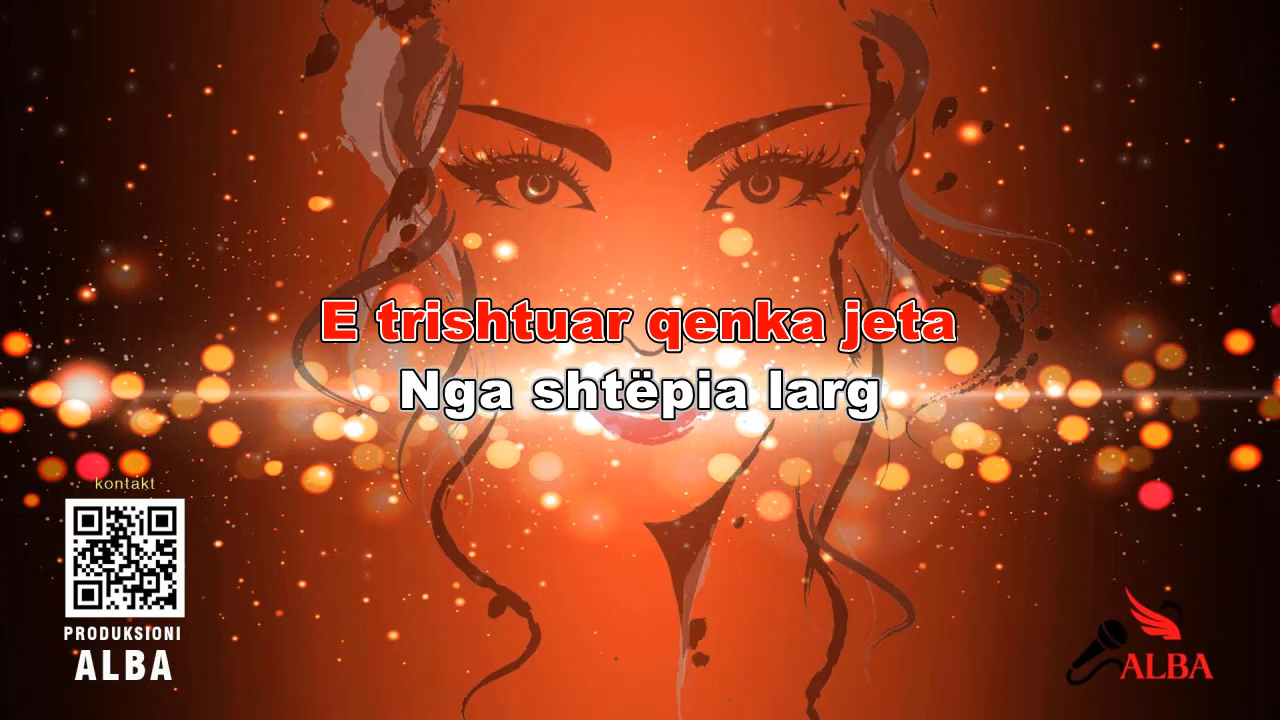 E trishtuar qenka jeta
Nga shtëpia larg
kontakt
PRODUKSIONI
ALBA
ALBA